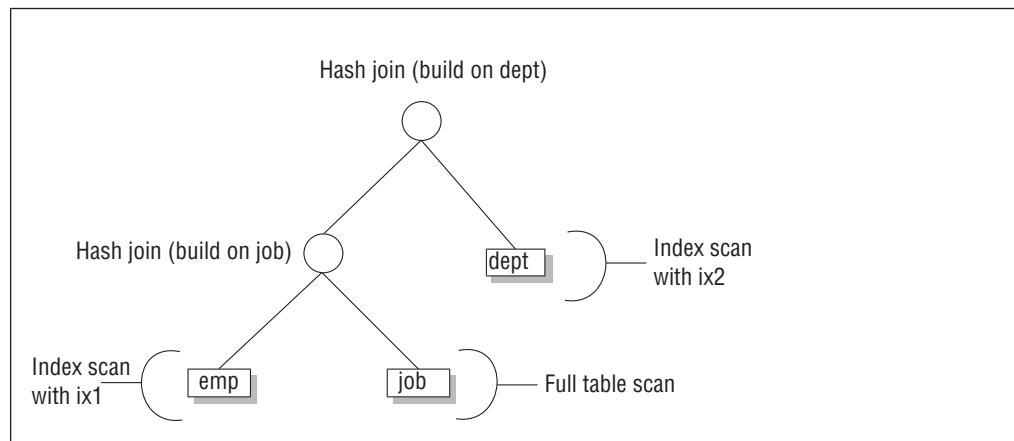 Hash join (build on dept)
Hash join (build on job)
dept
Index scan
with ix2
Index scan
with ix1
emp
job
Full table scan